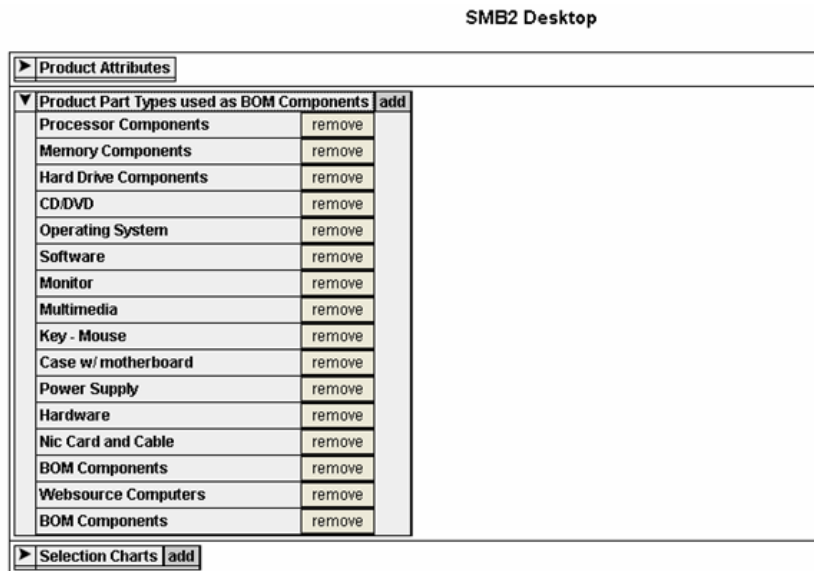 SMB2 Desktop
Product Attributes
Product Part Types used as BOM Components add
Processor Components remove
Memory Components remove
Hard Drive Components remove
CD/DVD remove
Operating System remove
Software remove
Monitor remove
Multimedia remove
Key - Mouse remove
Case w/ motherboard remove
Power Supply remove
Hardware remove
Nic Card and Cable remove
BOM Components remove
Websource Computers remove
BOM Components remove
Selection Charts add